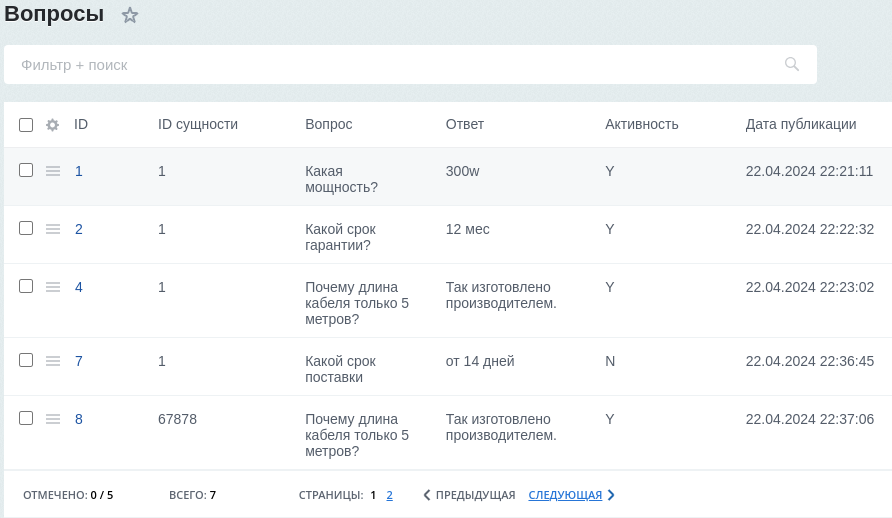 Вопросы
Фильтр + поиск
ID ID сущности Вопрос Ответ Активность Дата публикации
1 1 Какая 300w Y 22.04.2024 22:21:11
мощность?
2 1 Какой срок 12 мес Y 22.04.2024 22:22:32
гарантии?
4 1 Почему длина Так изготовлено Y 22.04.2024 22:23:02
кабеля только 5 производителем.
метров?
7 1 Какой срок от 14 дней N 22.04.2024 22:36:45
поставки
8 67878 Почему длина Так изготовлено Y 22.04.2024 22:37:06
кабеля только 5 производителем.
метров?
ОТМЕЧЕНО: 0 / 5 ВСЕГО: 7 СТРАНИЦЫ: 1 2 ПРЕДЫДУЩАЯ СЛЕДУЮЩАЯ